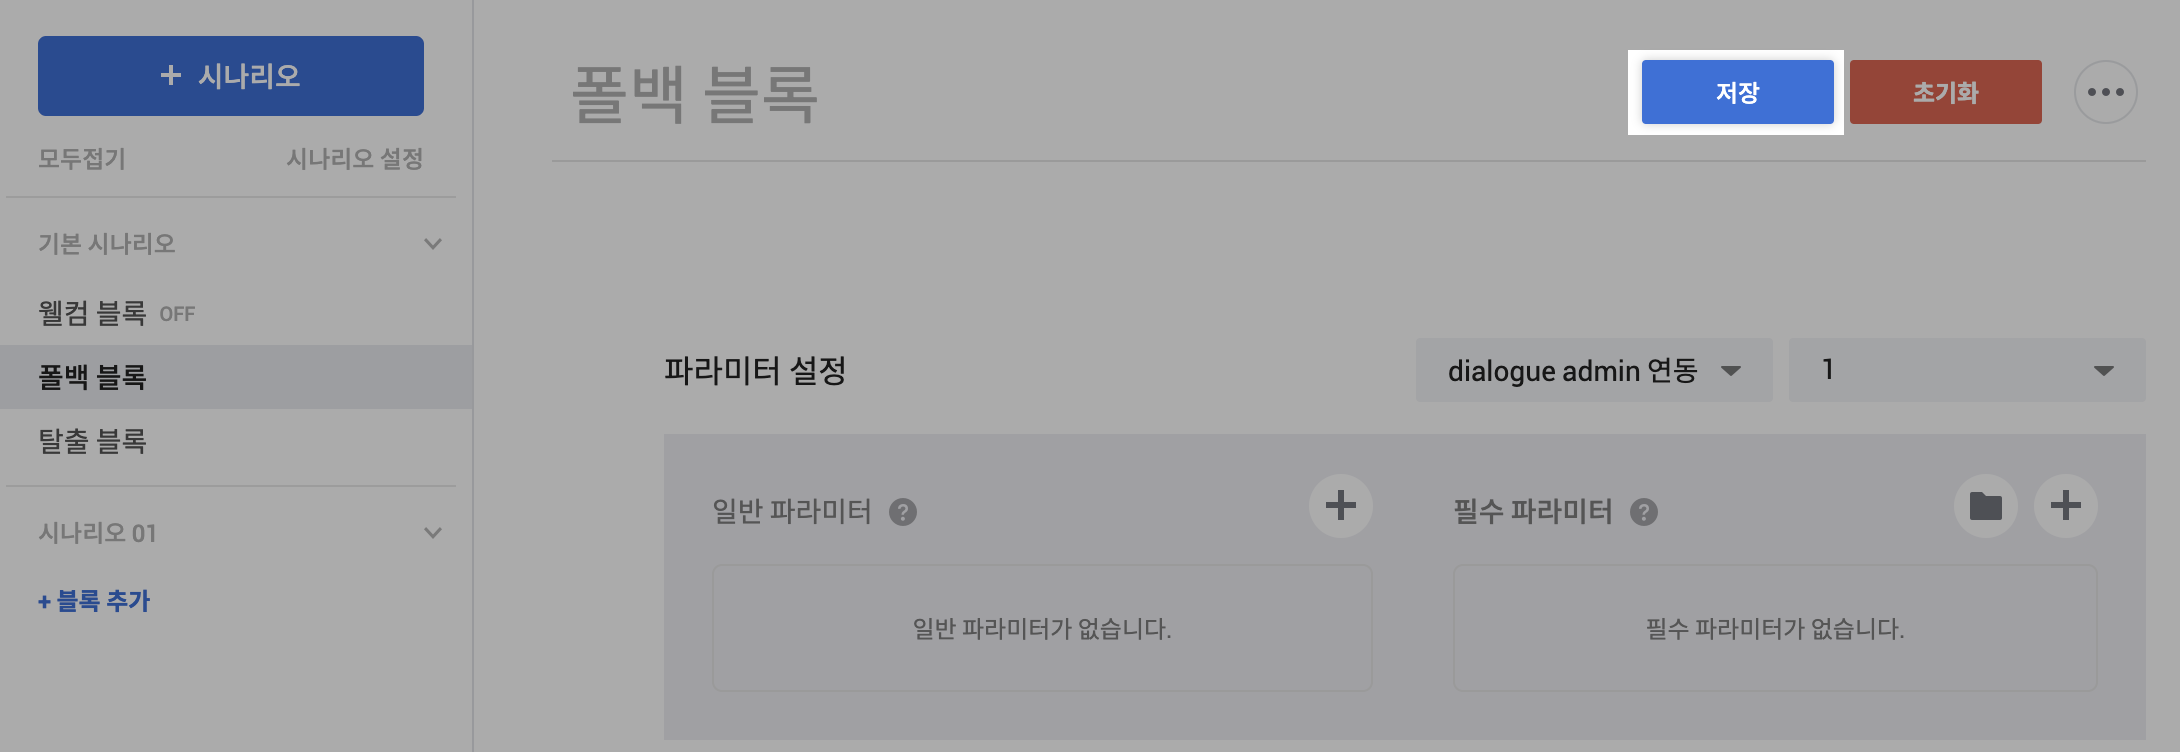 + 시나리오
모두접기 시나리오 설정
기본 시나리오
웰컴 블록 OFF
폴백 블록
탈출 블록
시나리오 01
+ 블록 추가
폴백 블록
저장 초기화
파라미터 설정 dialogue admin 연동 1
일반 파라미터 ? 필수 파라미터 ?
일반 파라미터가 없습니다. 필수 파라미터가 없습니다.